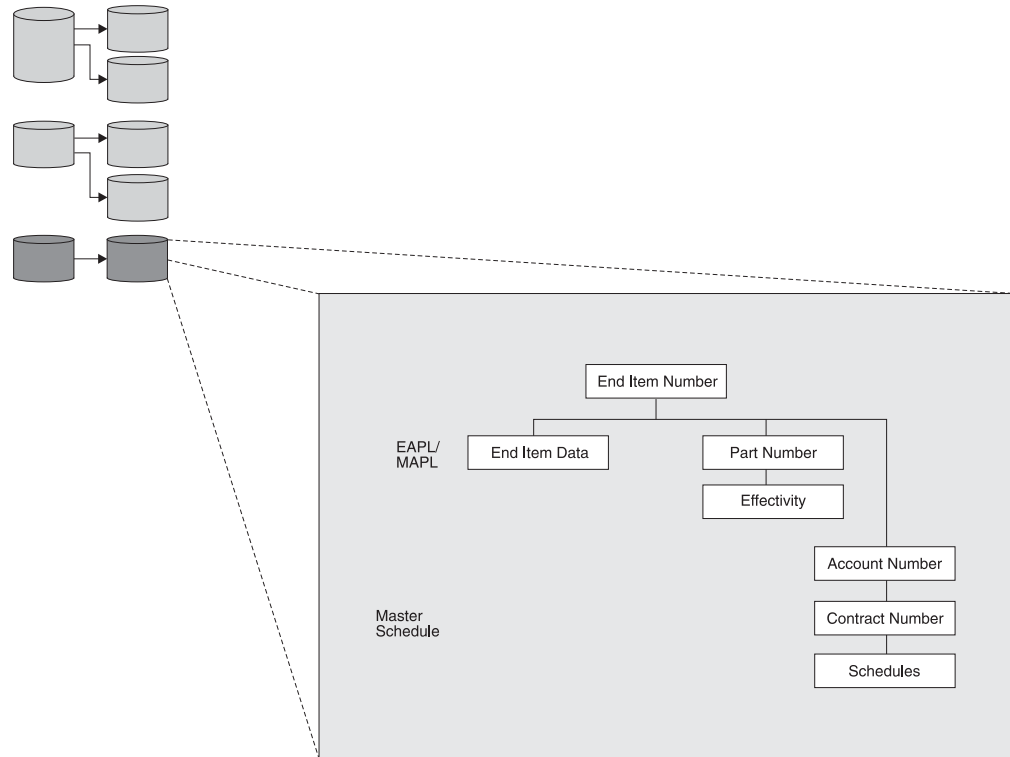 End Item Number
EAPL/
MAPL
End Item Data
Part Number
Effectivity
Account Number
Master
Schedule
Contract Number
Schedules